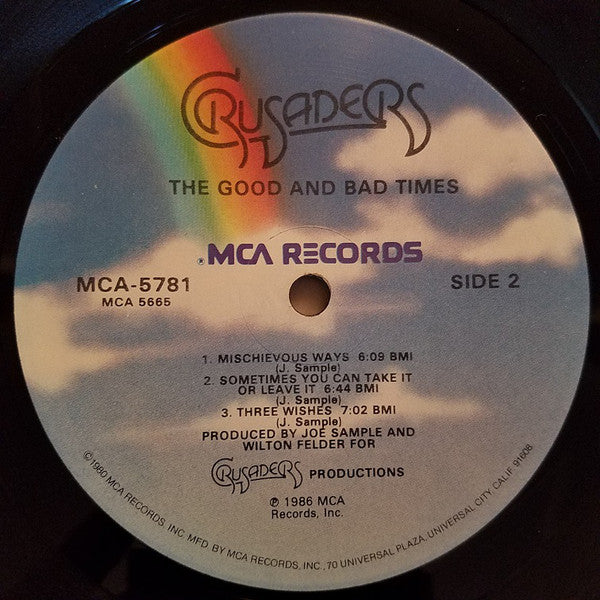 CRUSADERS
THE GOOD AND BAD TIMES
® MCA RECORDS
MCA-5781
MCA 5665
SIDE 2
1. MISCHIEVOUS WAYS 6:09 BMI
(J. Sample)
2. SOMETIMES YOU CAN TAKE IT
OR LEAVE IT 6:44 BMI
(J. Sample)
3. THREE WISHES 7:02 BMI
(J. Sample)
PRODUCED BY JOE SAMPLE AND
WILTON FELDER FOR
CRUSADERS PRODUCTIONS
℗ 1986 MCA
Records, Inc.
©1980 MCA RECORDS, INC. MFD. BY MCA RECORDS, INC., 70 UNIVERSAL PLAZA, UNIVERSAL CITY, CALIF. 91608